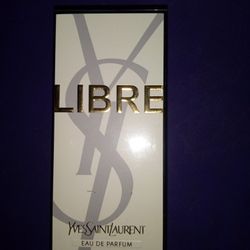 LIBRE
YVESSAINTLAURENT
EAU DE PARFUM